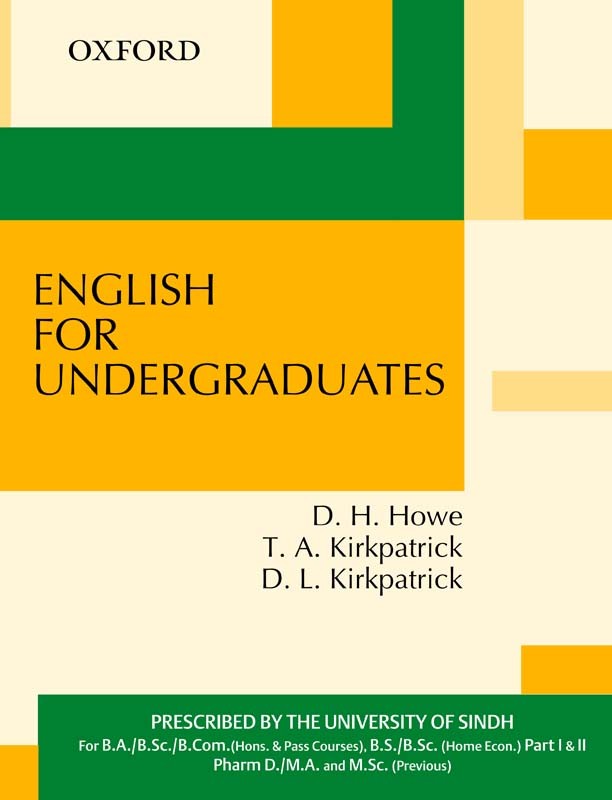 OXFORD
ENGLISH
FOR
UNDERGRADUATES
D. H. Howe
T. A. Kirkpatrick
D. L. Kirkpatrick
PRESCRIBED BY THE UNIVERSITY OF SINDH
For B.A./B.Sc./B.Com.(Hons. & Pass Courses), B.S./B.Sc. (Home Econ.) Part I & II
Pharm D./M.A. and M.Sc. (Previous)